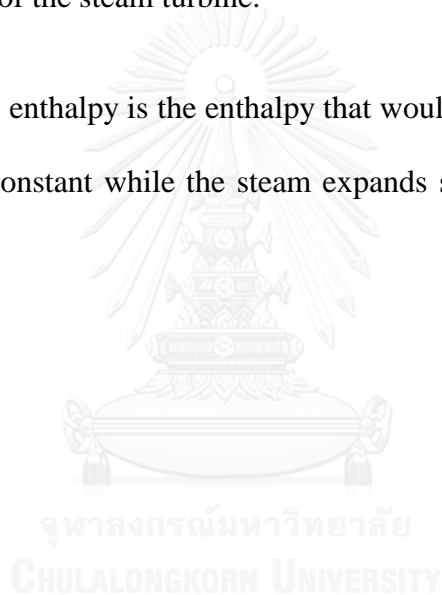 of the steam turbine.
enthalpy is the enthalpy that woul
onstant while the steam expands s
จุฬาลงกรณ์มหาวิทยาลัย
CHULALONGKORN UNIVERSITY